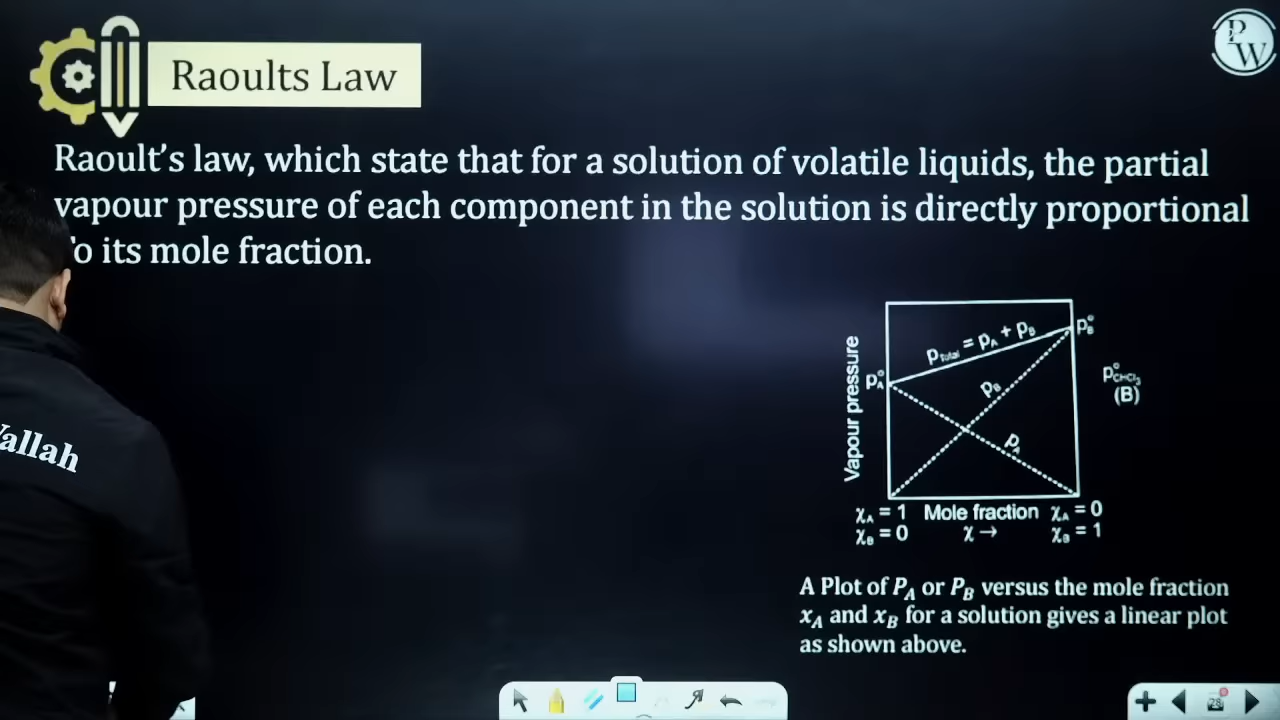 Raoults Law
P
W
Raoult's law, which state that for a solution of volatile liquids, the partial
vapour pressure of each component in the solution is directly proportional
To its mole fraction.
allah
Vapour pressure
p°A
pTotal = pA + pB
p°B
pB
pA
p°CHCl3
(B)
χA = 1 Mole fraction χA = 0
χB = 0 χ → χB = 1
A Plot of PA or PB versus the mole fraction
xA and xB for a solution gives a linear plot
as shown above.
28